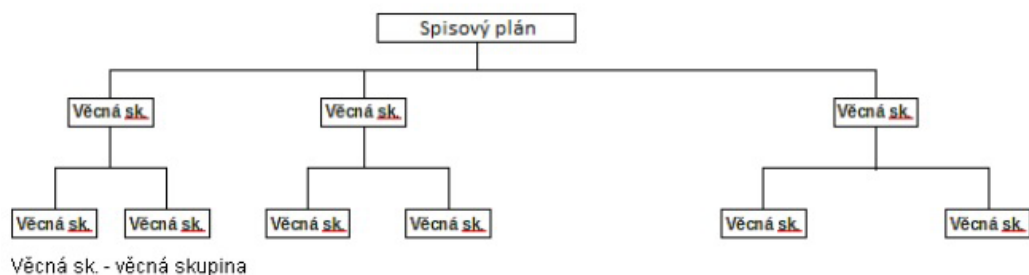 Spisový plán
Věcná sk. Věcná sk. Věcná sk.
Věcná sk. Věcná sk. Věcná sk. Věcná sk. Věcná sk. Věcná sk.
Věcná sk. - věcná skupina